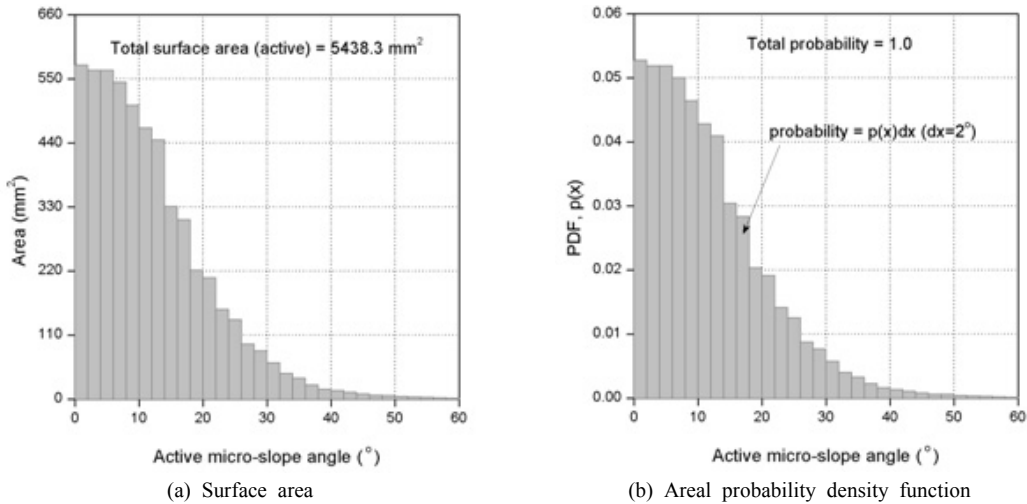 Total surface area (active) = 5438.3 mm²
660
550
440
330
220
110
0
Area (mm²)
0 10 20 30 40 50 60
Active micro-slope angle (°)
(a) Surface area
Total probability = 1.0
probability = p(x)dx (dx=2°)
0.06
0.05
0.04
0.03
0.02
0.01
0.00
PDF, p(x)
0 10 20 30 40 50 60
Active micro-slope angle (°)
(b) Areal probability density function